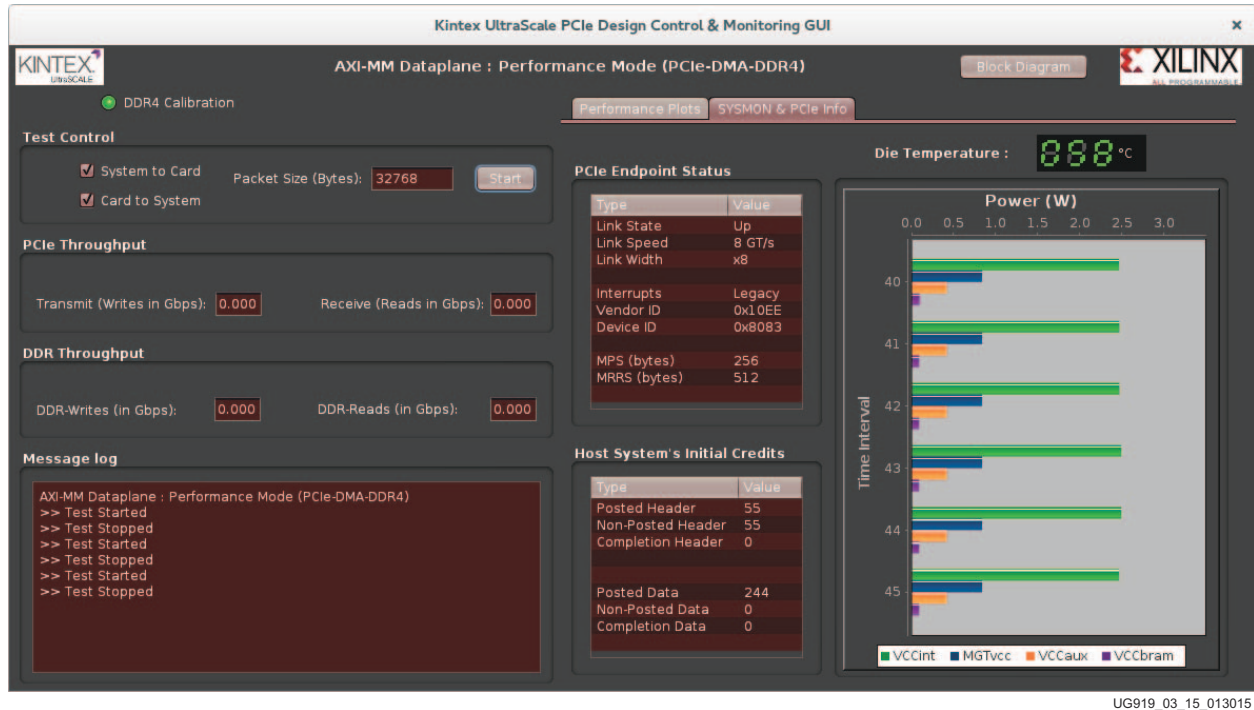 Kintex UltraScale PCIe Design Control & Monitoring GUI
KINTEX
UltraSCALE
AXI-MM Dataplane : Performance Mode (PCIe-DMA-DDR4)
Block Diagram
XILINX
ALL PROGRAMMABLE
DDR4 Calibration
Test Control
System to Card
Card to System
Packet Size (Bytes): 32768
Start
PCIe Throughput
Transmit (Writes in Gbps): 0.000 Receive (Reads in Gbps): 0.000
DDR Throughput
DDR-Writes (in Gbps): 0.000 DDR-Reads (in Gbps): 0.000
Message log
AXI-MM Dataplane : Performance Mode (PCIe-DMA-DDR4)
>> Test Started
>> Test Stopped
>> Test Started
>> Test Stopped
>> Test Started
>> Test Stopped
Performance Plots SYSMON & PCIe Info
PCIe Endpoint Status
Type Value
Link State Up
Link Speed 8 GT/s
Link Width x8
Interrupts Legacy
Vendor ID 0x10EE
Device ID 0x8083
MPS (bytes) 256
MRRS (bytes) 512
Host System's Initial Credits
Type Value
Posted Header 55
Non-Posted Header 55
Completion Header 0
Posted Data 244
Non-Posted Data 0
Completion Data 0
Die Temperature : °C
Power (W)
0.0 0.5 1.0 1.5 2.0 2.5 3.0
Time Interval
40
41
42
43
44
45
VCCint MGTvcc VCCaux VCCbram
UG919_03_15_013015